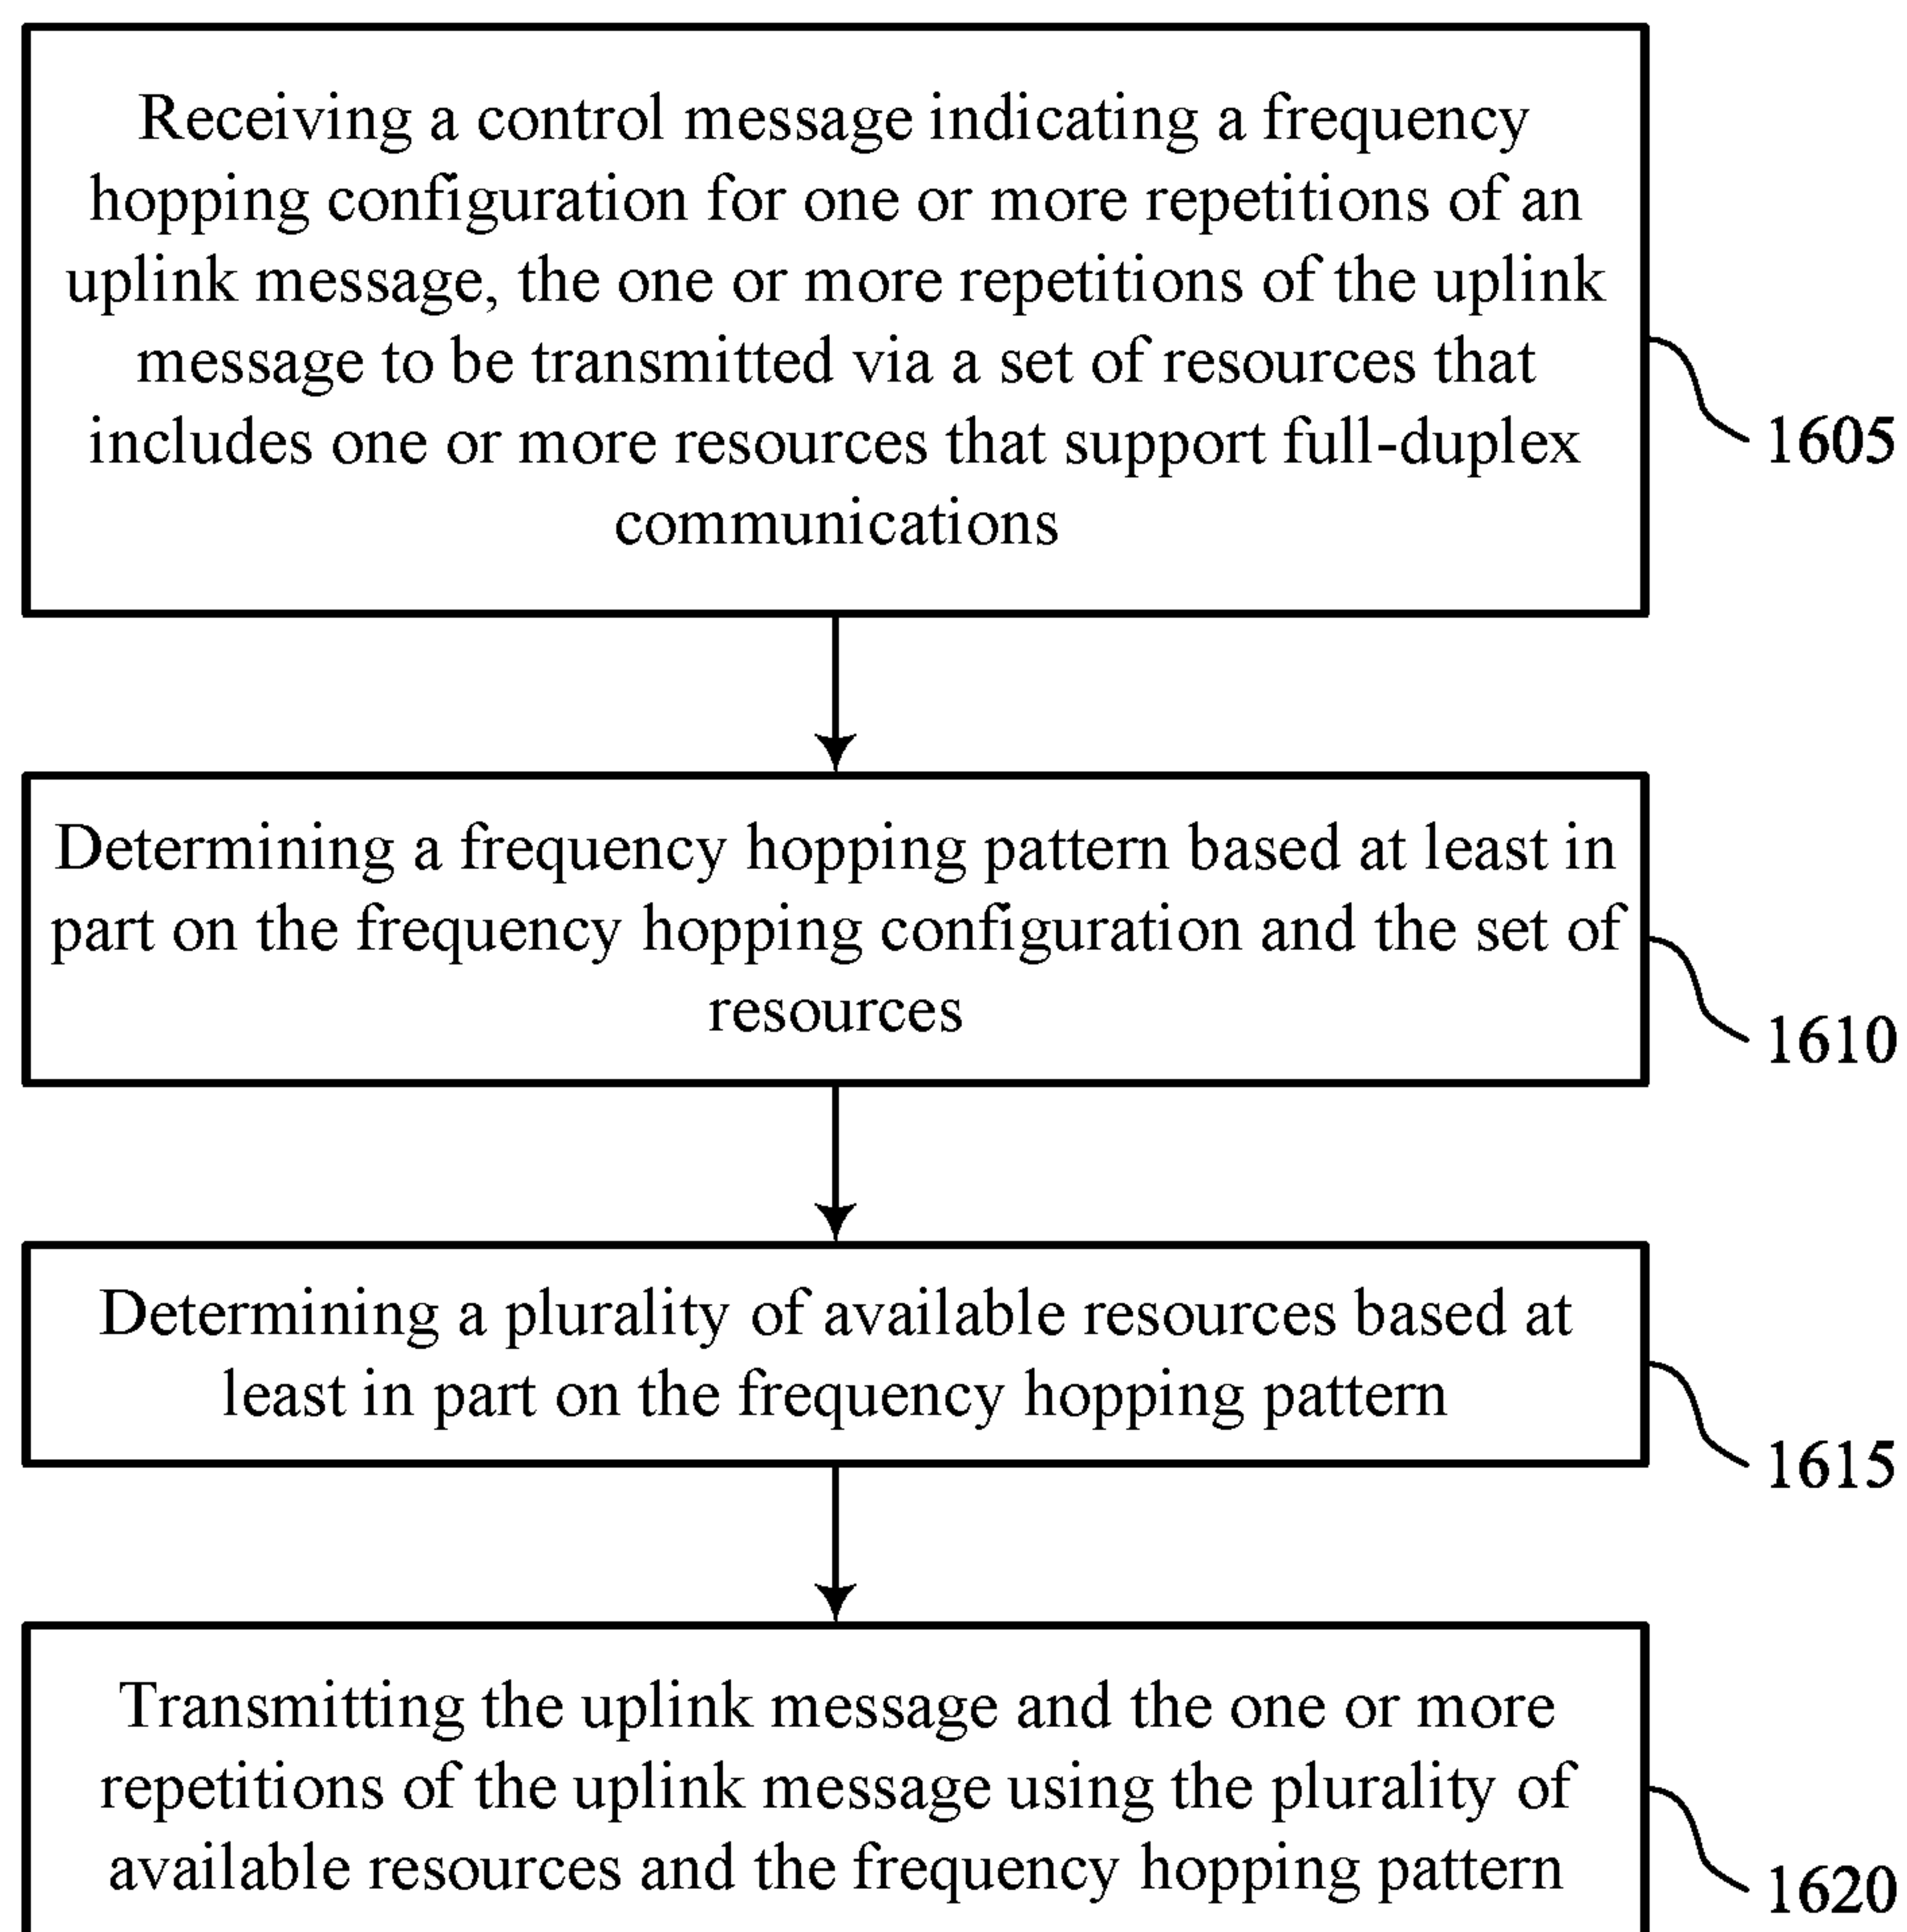 Receiving a control message indicating a frequency
hopping configuration for one or more repetitions of an
uplink message, the one or more repetitions of the uplink
message to be transmitted via a set of resources that
includes one or more resources that support full-duplex
communications
1605
Determining a frequency hopping pattern based at least in
part on the frequency hopping configuration and the set of
resources
1610
Determining a plurality of available resources based at
least in part on the frequency hopping pattern
1615
Transmitting the uplink message and the one or more
repetitions of the uplink message using the plurality of
available resources and the frequency hopping pattern
1620